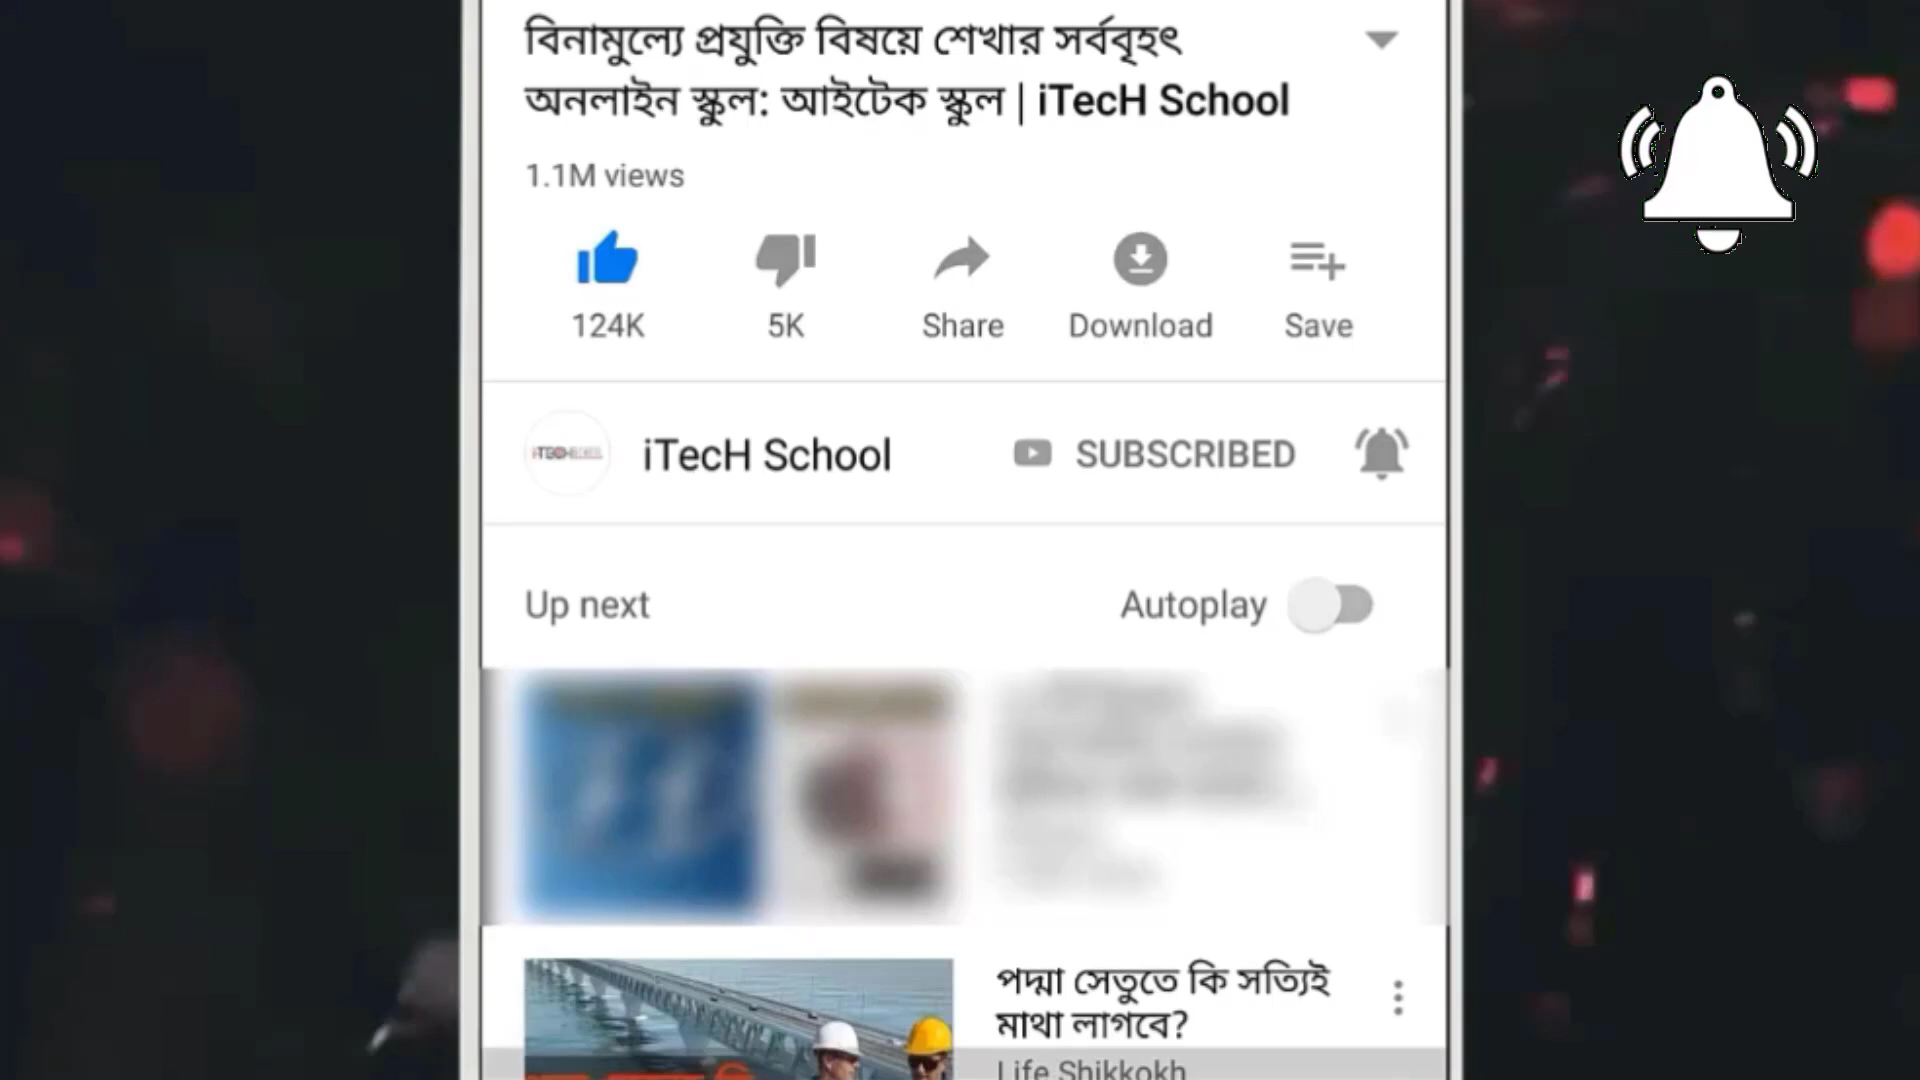 বিনামুল্যে প্রযুক্তি বিষয়ে শেখার সর্ববৃহৎ
অনলাইন স্কুল: আইটেক স্কুল | iTecH School
1.1M views
124K
5K
Share
Download
Save
iTecH School
SUBSCRIBED
Up next
Autoplay
পদ্মা সেতুতে কি সত্যিই
মাথা লাগবে?
Life Shikkokh